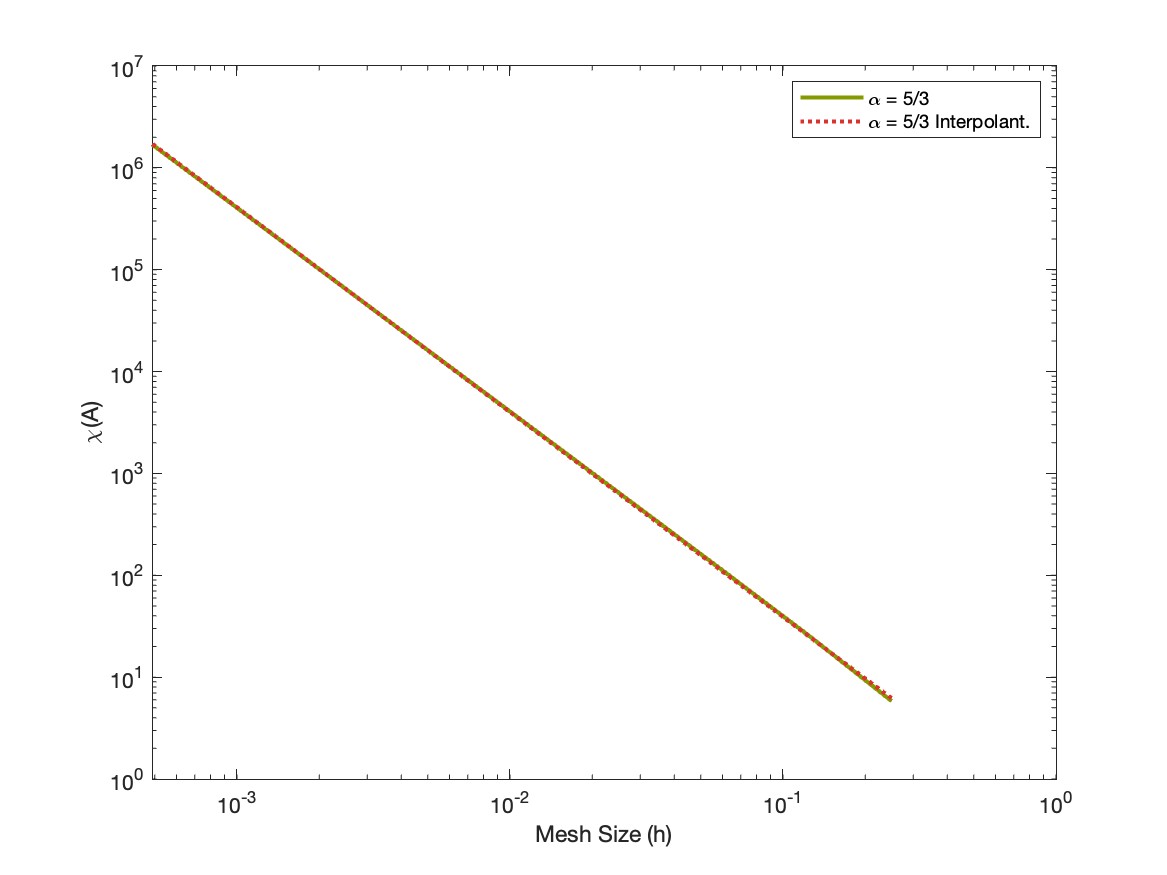 10^7
10^6
10^5
10^4
10^3
10^2
10^1
10^0
χ(A)
α = 5/3
α = 5/3 Interpolant.
10^-3 10^-2 10^-1 10^0
Mesh Size (h)